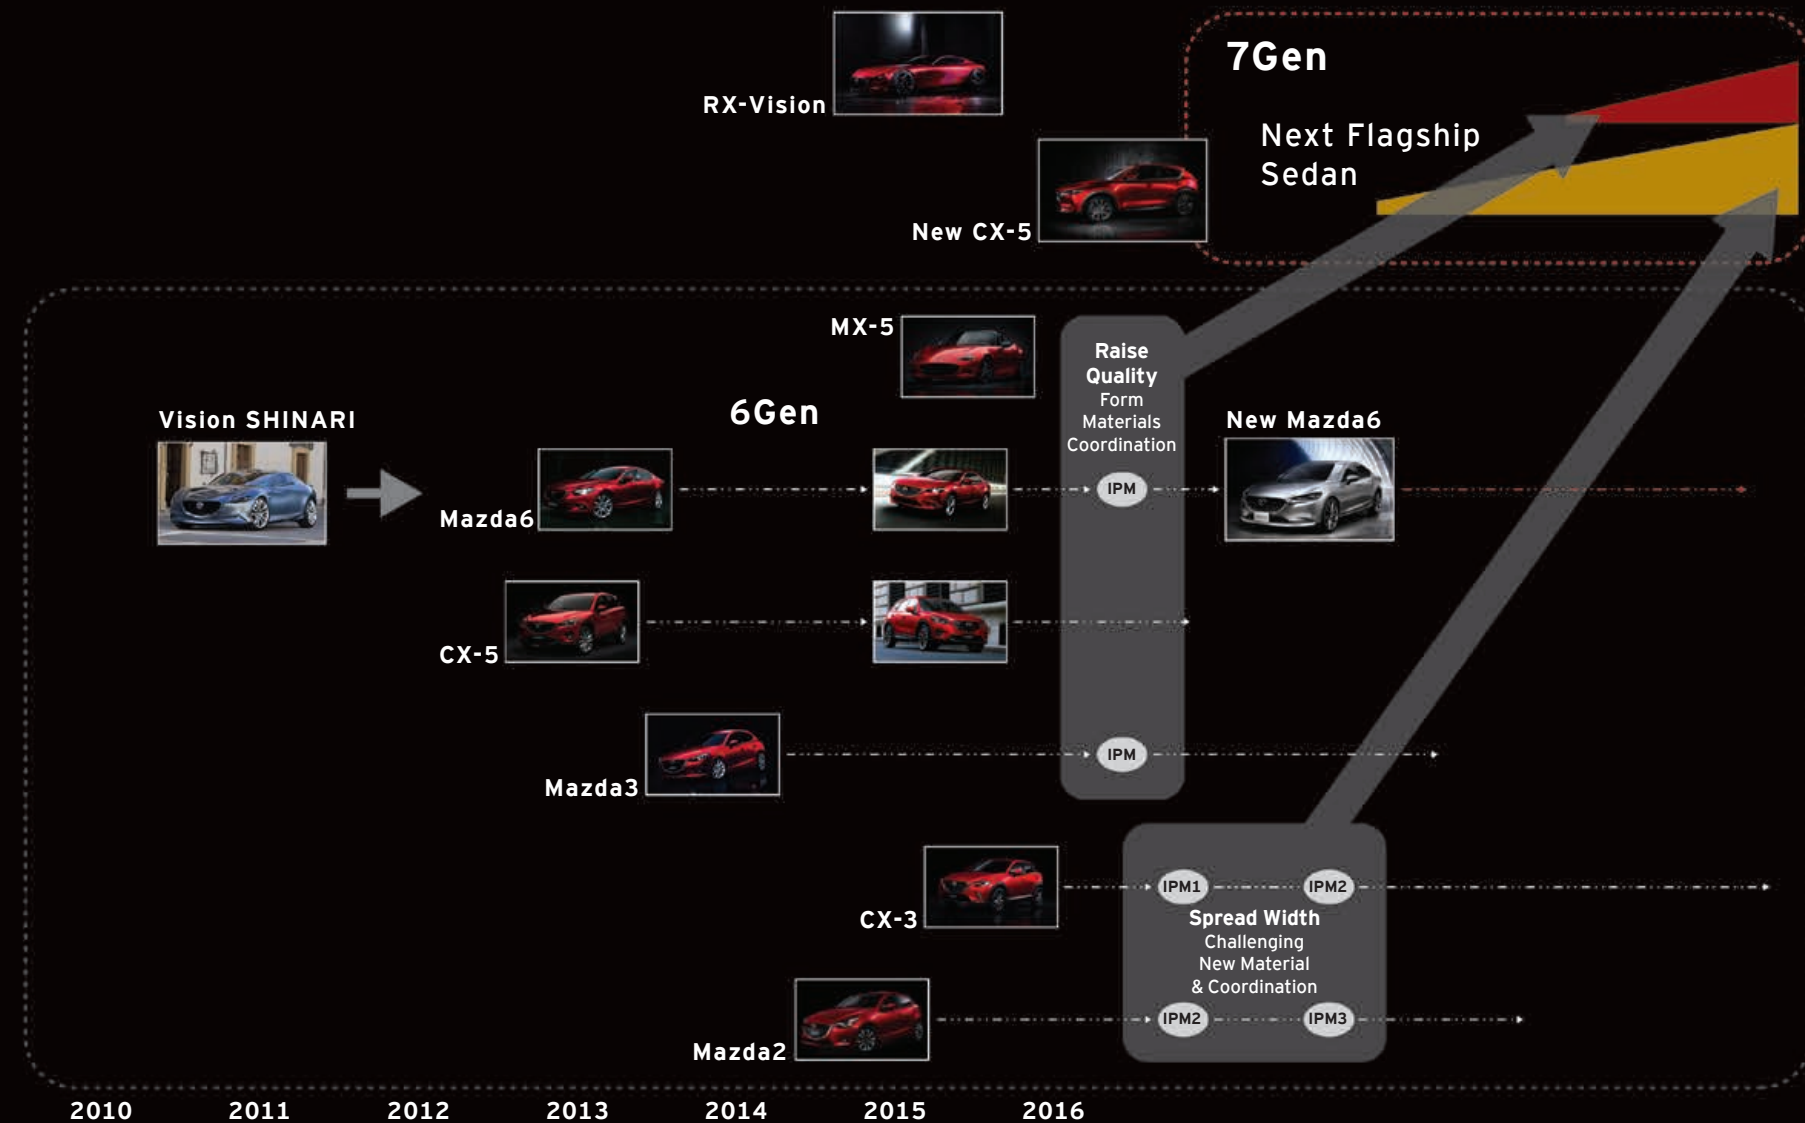 RX-Vision
7Gen
Next Flagship
Sedan
New CX-5
MX-5
6Gen
Raise
Quality
Form
Materials
Coordination
IPM
Vision SHINARI
New Mazda6
Mazda6
CX-5
Mazda3
IPM
CX-3
IPM1
IPM2
Spread Width
Challenging
New Material
& Coordination
IPM2
IPM3
Mazda2
2010 2011 2012 2013 2014 2015 2016